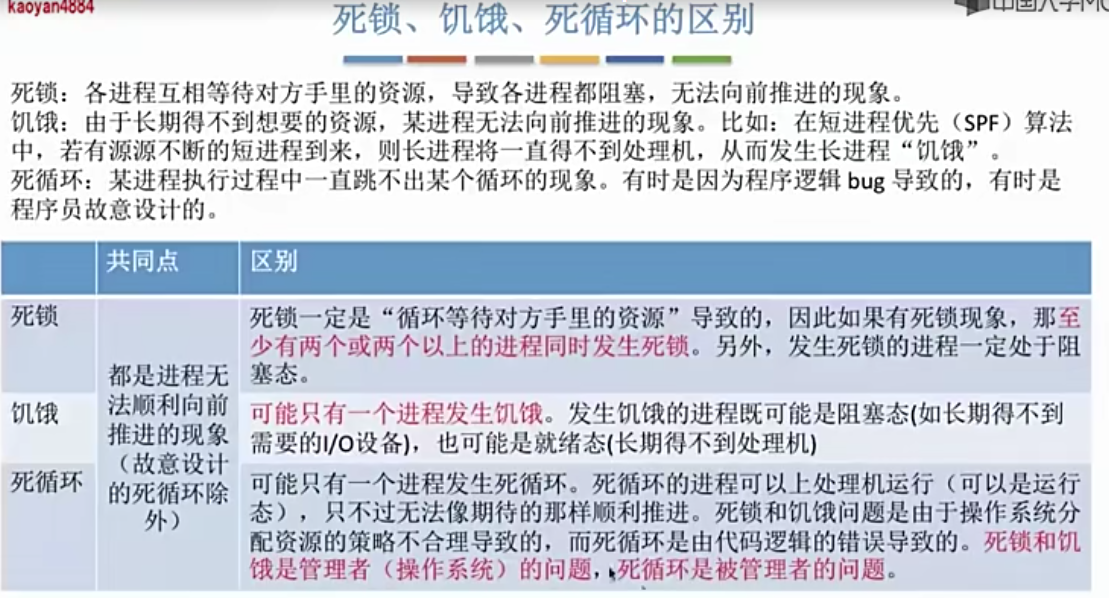 kaoyan4884
死锁、饥饿、死循环的区别
死锁：各进程互相等待对方手里的资源，导致各进程都阻塞，无法向前推进的现象。
饥饿：由于长期得不到想要的资源，某进程无法向前推进的现象。比如：在短进程优先（SPF）算法
中，若有源源不断的短进程到来，则长进程将一直得不到处理机，从而发生长进程“饥饿”。
死循环：某进程执行过程中一直跳不出某个循环的现象。有时是因为程序逻辑 bug 导致的，有时是
程序员故意设计的。
共同点
区别
死锁
死锁一定是“循环等待对方手里的资源”导致的，因此如果有死锁现象，那至
少有两个或两个以上的进程同时发生死锁。另外，发生死锁的进程一定处于阻
塞态。
都是进程无
法顺利向前
推进的现象
（故意设计
的死循环除
外）
饥饿
可能只有一个进程发生饥饿。发生饥饿的进程既可能是阻塞态(如长期得不到
需要的I/O设备)，也可能是就绪态(长期得不到处理机)
死循环
可能只有一个进程发生死循环。死循环的进程可以上处理机运行（可以是运行
态），只不过无法像期待的那样顺利推进。死锁和饥饿问题是由于操作系统分
配资源的策略不合理导致的，而死循环是由代码逻辑的错误导致的。死锁和饥
饿是管理者（操作系统）的问题，死循环是被管理者的问题。